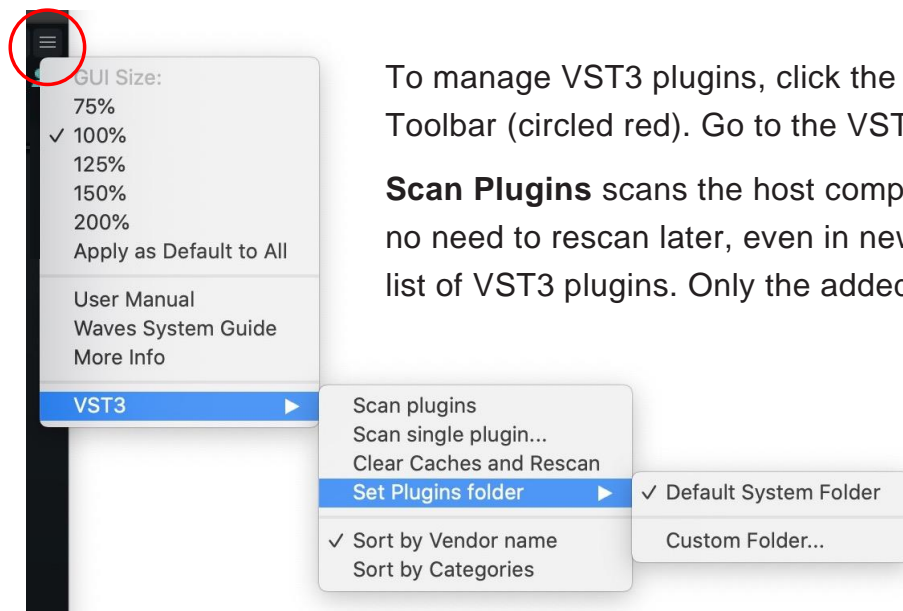 GUI Size:
75%
✓ 100%
125%
150%
200%
Apply as Default to All
User Manual
Waves System Guide
More Info
VST3
Scan plugins
Scan single plugin...
Clear Caches and Rescan
Set Plugins folder
✓ Sort by Vendor name
Sort by Categories
✓ Default System Folder
Custom Folder...
To manage VST3 plugins, click the
Toolbar (circled red). Go to the VST
Scan Plugins scans the host comp
no need to rescan later, even in new
list of VST3 plugins. Only the added